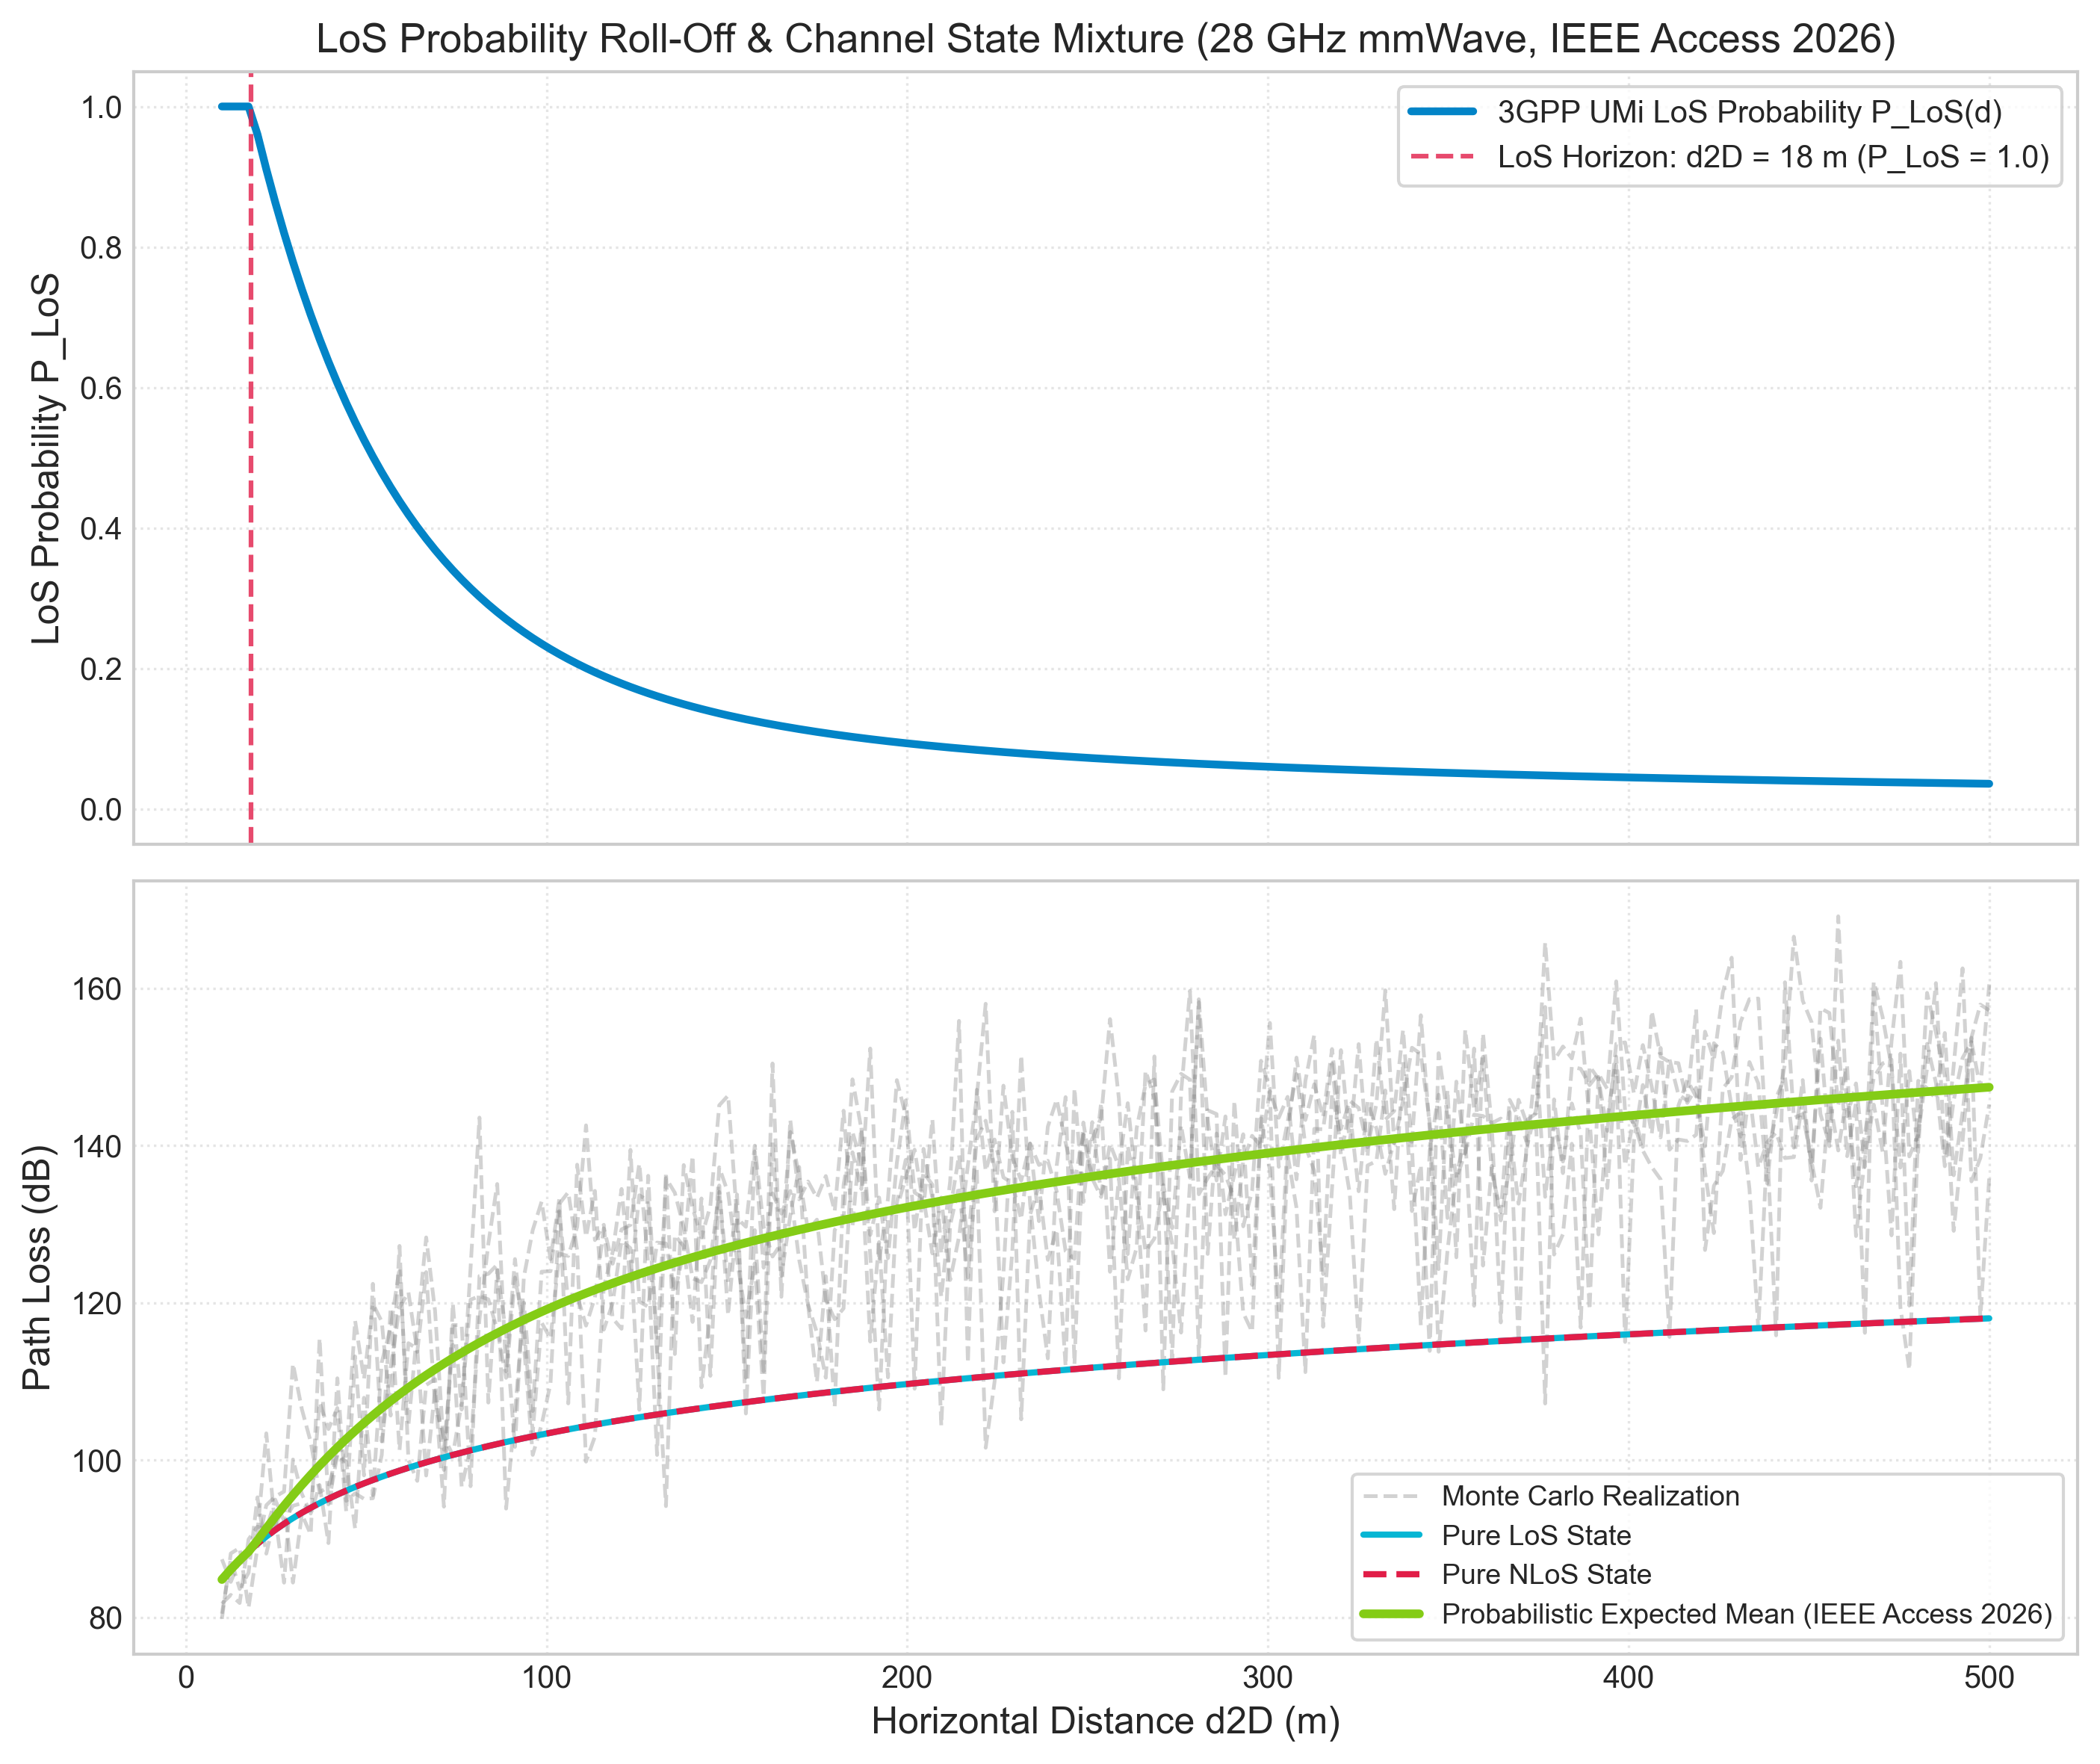 LoS Probability Roll-Off & Channel State Mixture (28 GHz mmWave, IEEE Access 2026)
LoS Probability P_LoS
1.0
0.8
0.6
0.4
0.2
0.0
3GPP UMi LoS Probability P_LoS(d)
LoS Horizon: d2D = 18 m (P_LoS = 1.0)
Path Loss (dB)
160
140
120
100
80
Monte Carlo Realization
Pure LoS State
Pure NLoS State
Probabilistic Expected Mean (IEEE Access 2026)
0 100 200 300 400 500
Horizontal Distance d2D (m)